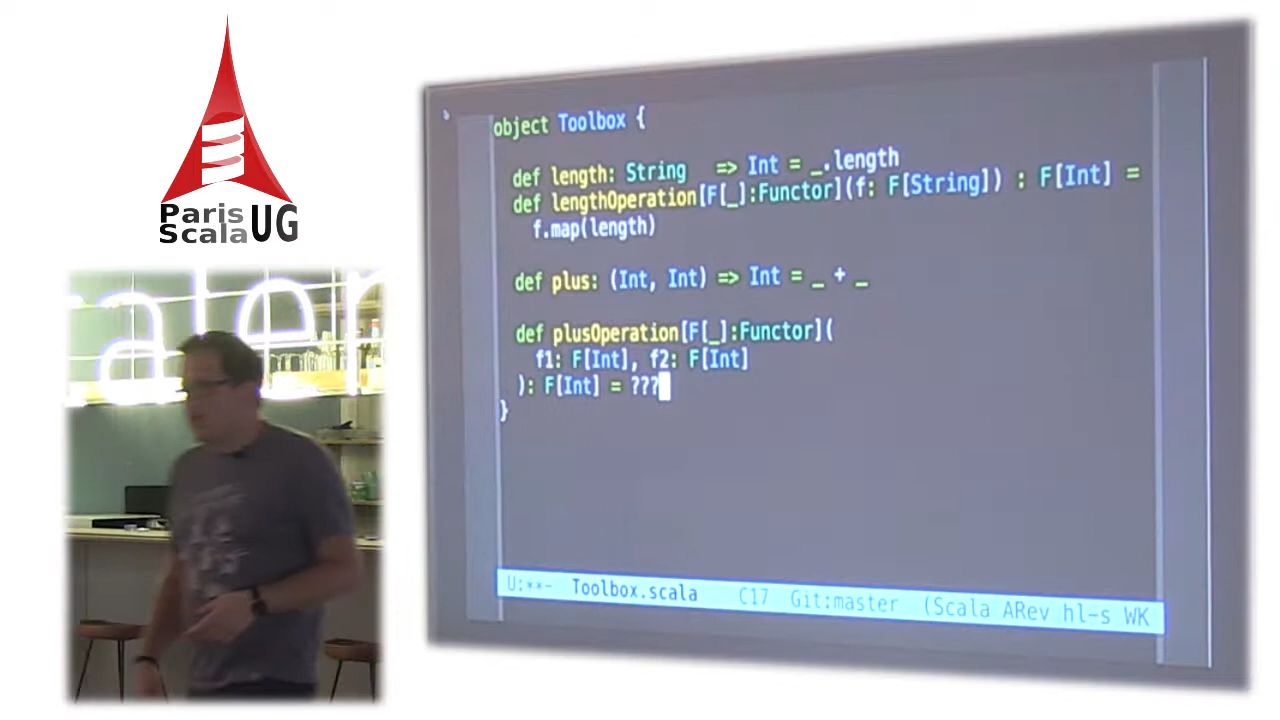 Paris
Scala UG
object Toolbox {
def length: String => Int = _.length
def lengthOperation[F[_]:Functor](f: F[String]) : F[Int] =
f.map(length)
def plus: (Int, Int) => Int = _ + _
def plusOperation[F[_]:Functor](
f1: F[Int], f2: F[Int]
): F[Int] = ???
}
U:**- Toolbox.scala C17 Git:master (Scala ARev hl-s WK